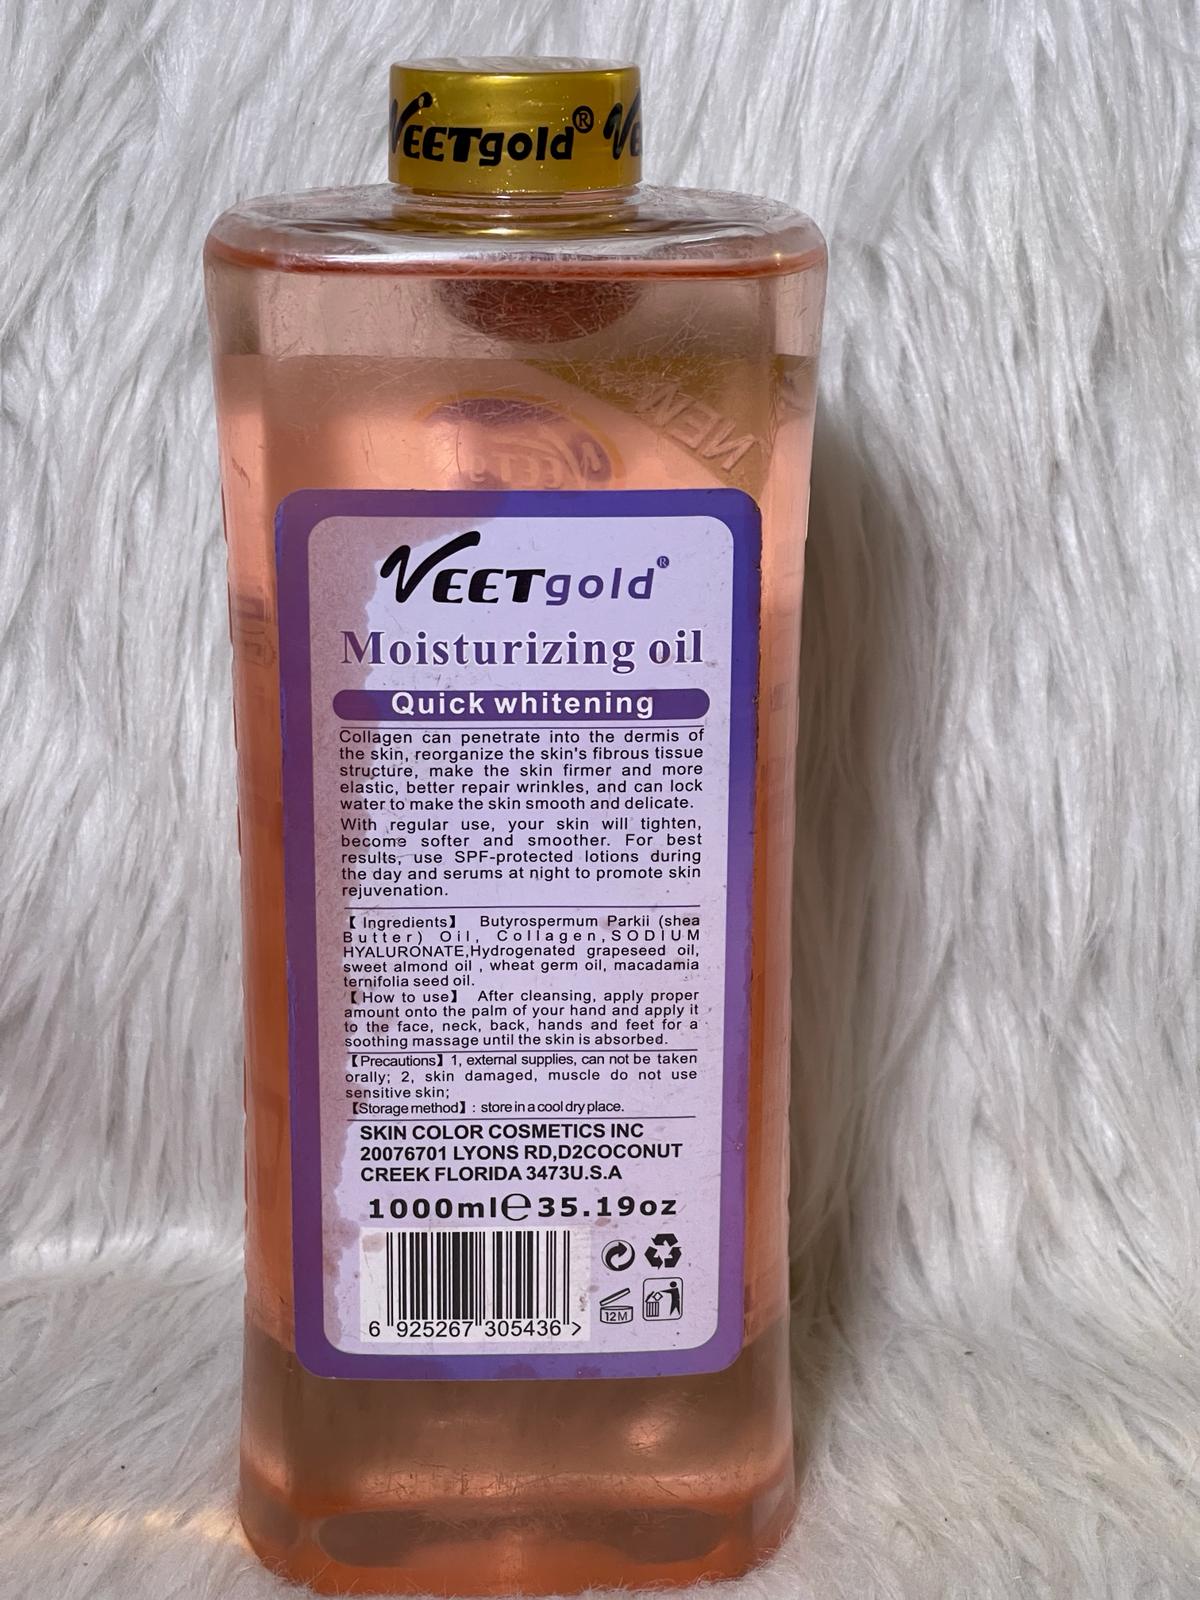 VEETgold® VE
NEW
VEETg
VEETgold®
Moisturizing oil
Quick whitening
Collagen can penetrate into the dermis of
the skin, reorganize the skin's fibrous tissue
structure, make the skin firmer and more
elastic, better repair wrinkles, and can lock
water to make the skin smooth and delicate.
With regular use, your skin will tighten,
become softer and smoother. For best
results, use SPF-protected lotions during
the day and serums at night to promote skin
rejuvenation.
【Ingredients】 Butyrospermum Parkii (shea
Butter) Oil, Collagen,SODIUM
HYALURONATE,Hydrogenated grapeseed oil,
sweet almond oil , wheat germ oil, macadamia
ternifolia seed oil.
【How to use】 After cleansing, apply proper
amount onto the palm of your hand and apply it
to the face, neck, back, hands and feet for a
soothing massage until the skin is absorbed.
【Precautions】1, external supplies, can not be taken
orally; 2, skin damaged, muscle do not use
sensitive skin;
【Storage method】: store in a cool dry place.
SKIN COLOR COSMETICS INC
20076701 LYONS RD,D2COCONUT
CREEK FLORIDA 3473U.S.A
1000ml℮35.19oz
6 925267 305436 >
12M